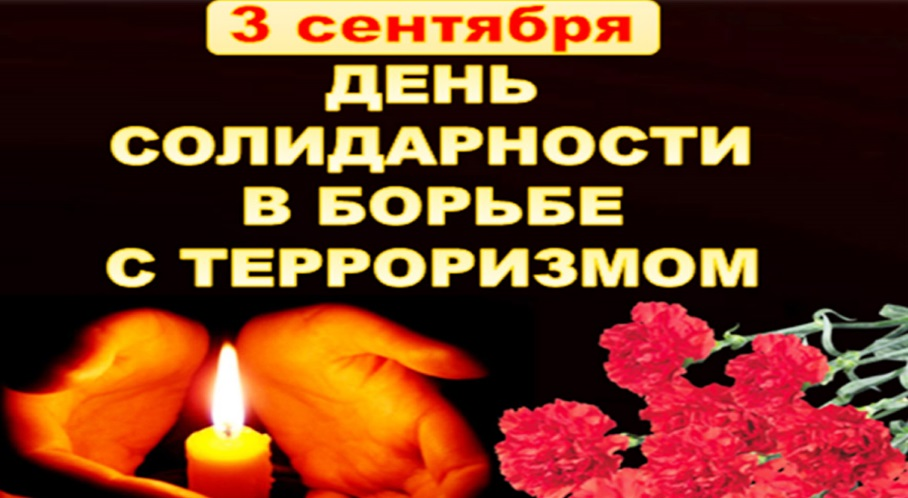 3 сентября
ДЕНЬ
СОЛИДАРНОСТИ
В БОРЬБЕ
С ТЕРРОРИЗМОМ